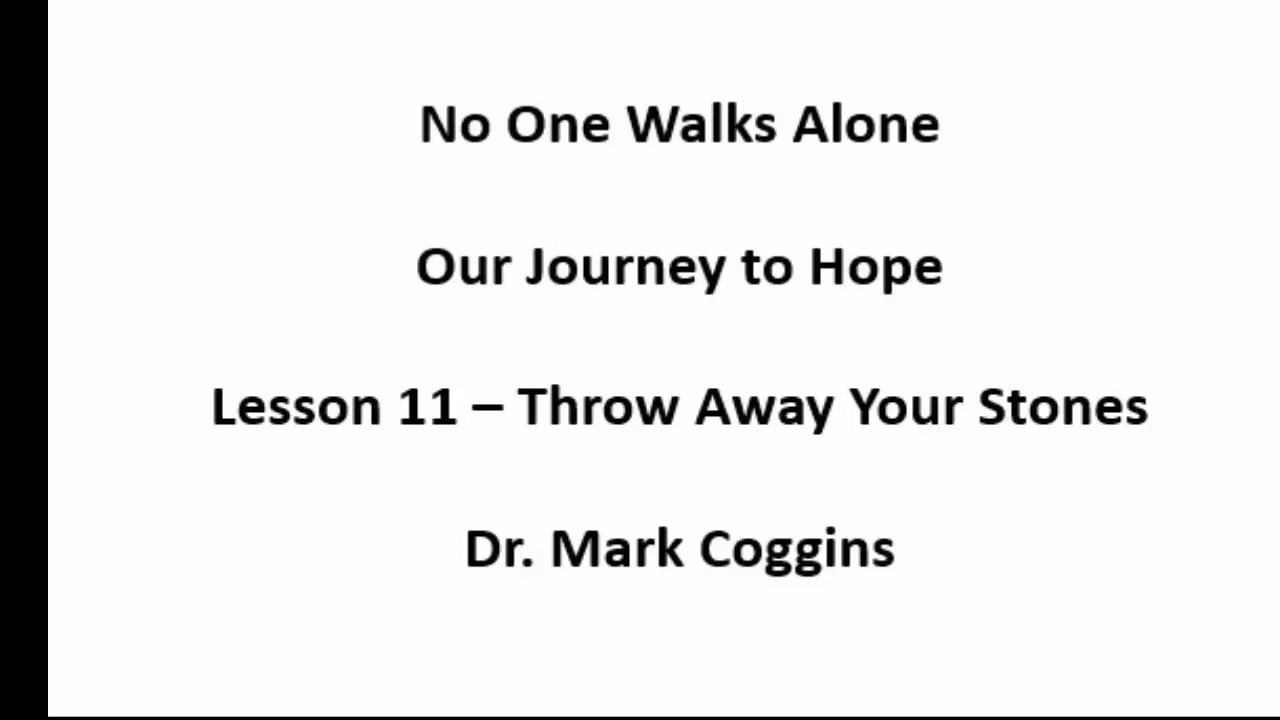 No One Walks Alone
Our Journey to Hope
Lesson 11 – Throw Away Your Stones
Dr. Mark Coggins